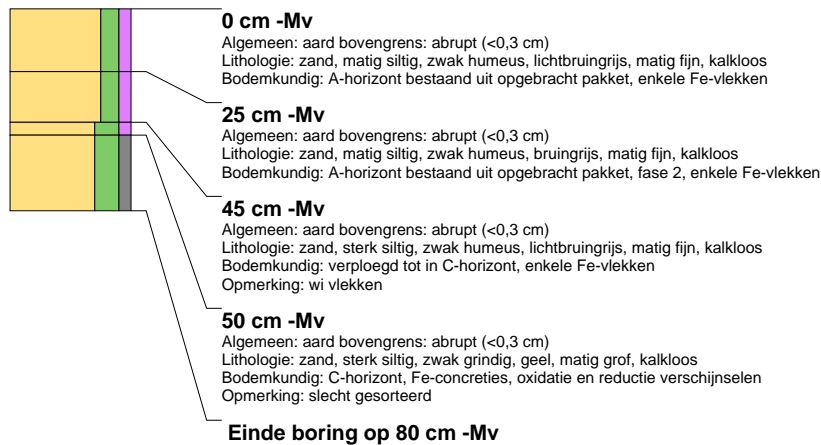 0 cm -Mv
Algemeen: aard bovengrens: abrupt (<0,3 cm)
Lithologie: zand, matig siltig, zwak humeus, lichtbruingrijs, matig fijn, kalkloos
Bodemkundig: A-horizont bestaand uit opgebracht pakket, enkele Fe-vlekken
25 cm -Mv
Algemeen: aard bovengrens: abrupt (<0,3 cm)
Lithologie: zand, matig siltig, zwak humeus, bruingrijs, matig fijn, kalkloos
Bodemkundig: A-horizont bestaand uit opgebracht pakket, fase 2, enkele Fe-vlekken
45 cm -Mv
Algemeen: aard bovengrens: abrupt (<0,3 cm)
Lithologie: zand, sterk siltig, zwak humeus, lichtbruingrijs, matig fijn, kalkloos
Bodemkundig: verploegd tot in C-horizont, enkele Fe-vlekken
Opmerking: wi vlekken
50 cm -Mv
Algemeen: aard bovengrens: abrupt (<0,3 cm)
Lithologie: zand, sterk siltig, zwak grindig, geel, matig grof, kalkloos
Bodemkundig: C-horizont, Fe-concreties, oxidatie en reductie verschijnselen
Opmerking: slecht gesorteerd
Einde boring op 80 cm -Mv